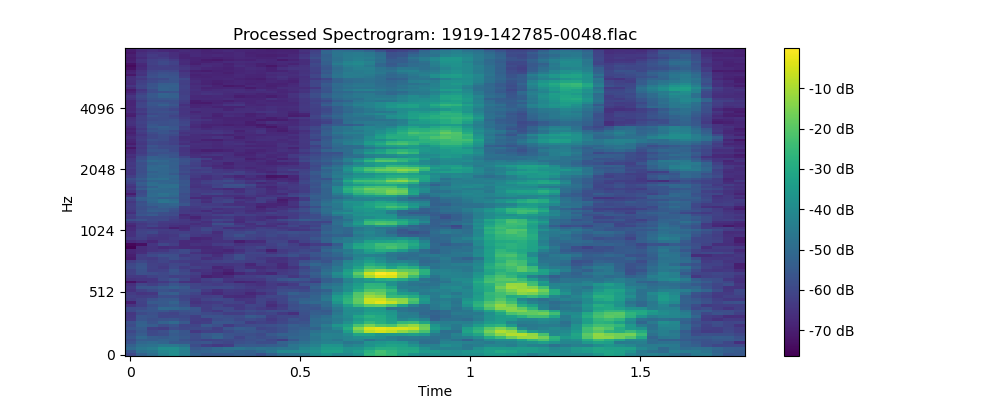 Processed Spectrogram: 1919-142785-0048.flac
4096
2048
1024
512
0
Hz
0
0.5
1
1.5
Time
-10 dB
-20 dB
-30 dB
-40 dB
-50 dB
-60 dB
-70 dB